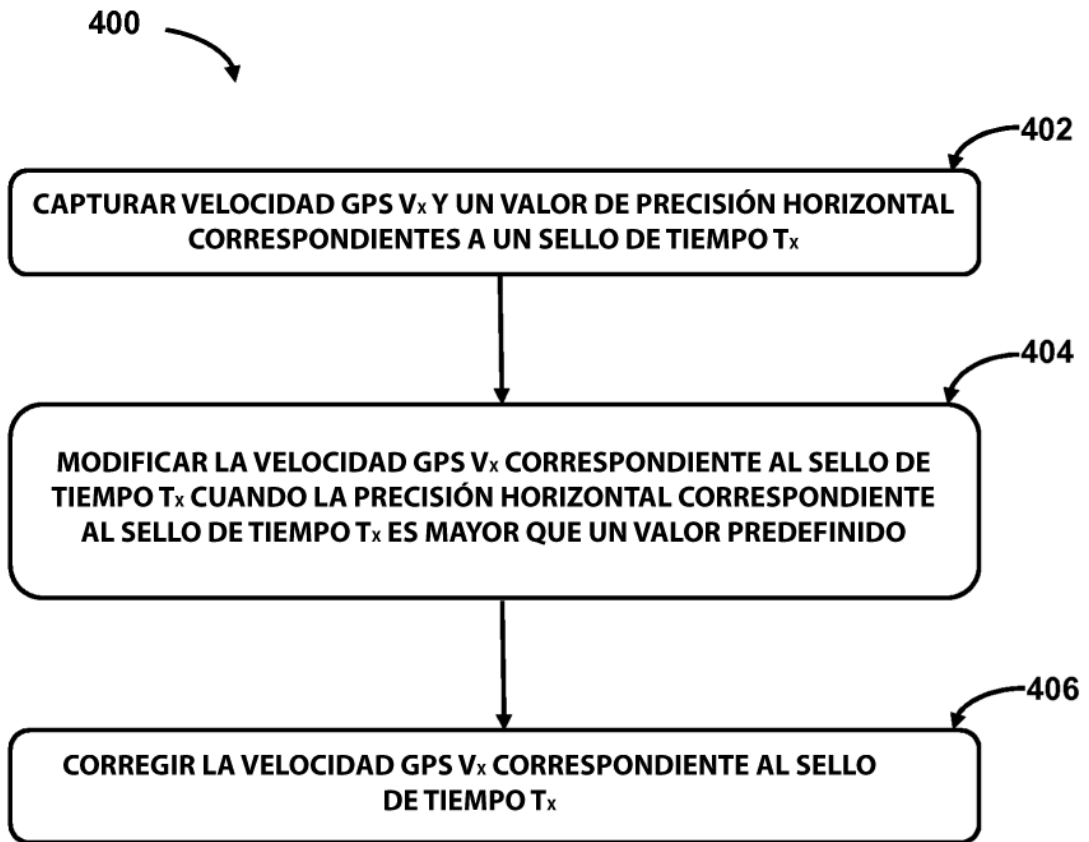 400
402
CAPTURAR VELOCIDAD GPS Vx Y UN VALOR DE PRECISIÓN HORIZONTAL
CORRESPONDIENTES A UN SELLO DE TIEMPO Tx
404
MODIFICAR LA VELOCIDAD GPS Vx CORRESPONDIENTE AL SELLO DE
TIEMPO Tx CUANDO LA PRECISIÓN HORIZONTAL CORRESPONDIENTE
AL SELLO DE TIEMPO Tx ES MAYOR QUE UN VALOR PREDEFINIDO
406
CORREGIR LA VELOCIDAD GPS Vx CORRESPONDIENTE AL SELLO
DE TIEMPO Tx